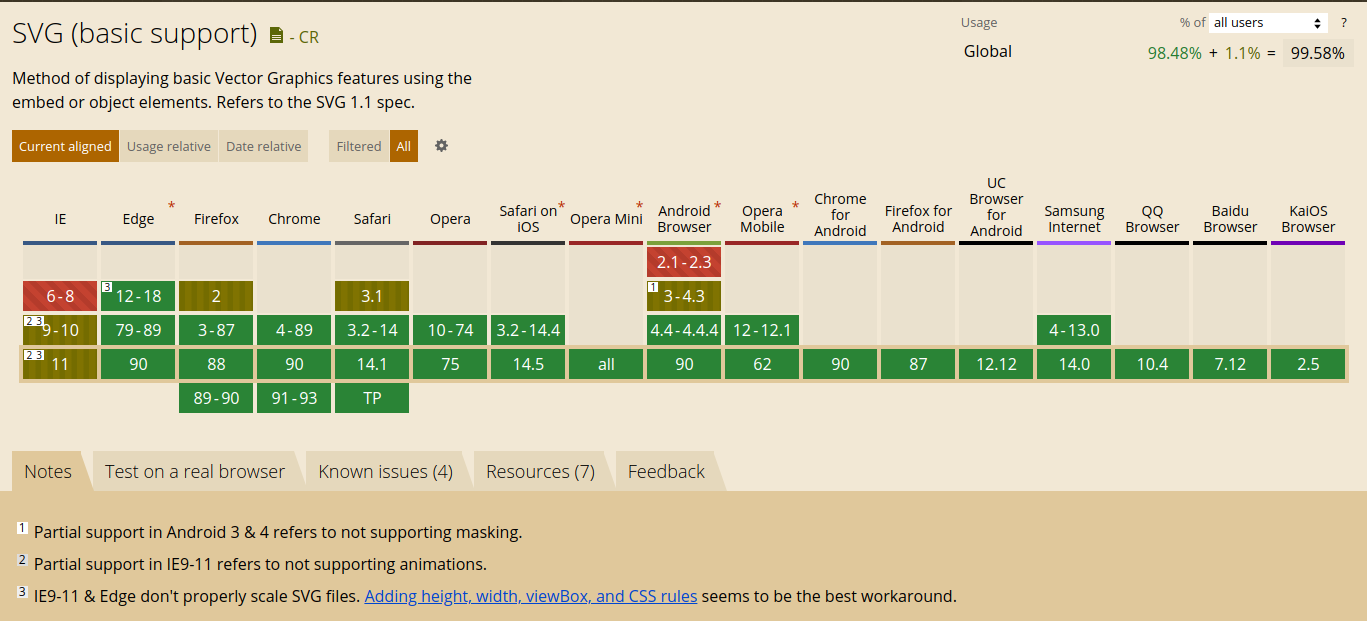 SVG (basic support) - CR
Usage % of all users ?
Global 98.48% + 1.1% = 99.58%
Method of displaying basic Vector Graphics features using the
embed or object elements. Refers to the SVG 1.1 spec.
Current aligned Usage relative Date relative Filtered All
IE
Edge *
Firefox
Chrome
Safari
Opera
Safari on *
iOS
Opera Mini *
Android *
Browser
Opera *
Mobile
Chrome
for
Android
Firefox for
Android
UC
Browser
for
Android
Samsung
Internet
QQ
Browser
Baidu
Browser
KaiOS
Browser
2.1-2.3
6-8 3 12-18 2 3.1 1 3-4.3
2 3 9-10 79-89 3-87 4-89 3.2-14 10-74 3.2-14.4 4.4-4.4.4 12-12.1 4-13.0
2 3 11 90 88 90 14.1 75 14.5 all 90 62 90 87 12.12 14.0 10.4 7.12 2.5
89-90 91-93 TP
Notes Test on a real browser Known issues (4) Resources (7) Feedback
1 Partial support in Android 3 & 4 refers to not supporting masking.
2 Partial support in IE9-11 refers to not supporting animations.
3 IE9-11 & Edge don't properly scale SVG files. Adding height, width, viewBox, and CSS rules seems to be the best workaround.